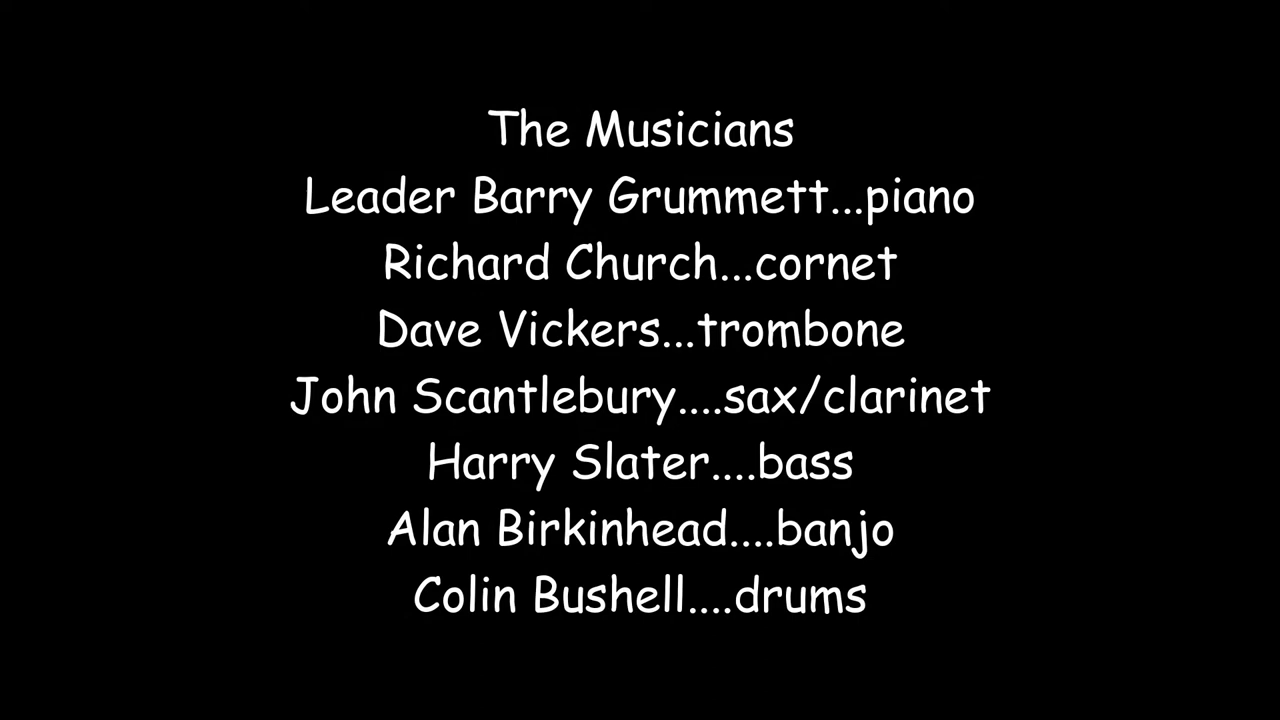 The Musicians
Leader Barry Grummett...piano
Richard Church...cornet
Dave Vickers...trombone
John Scantlebury....sax/clarinet
Harry Slater....bass
Alan Birkinhead....banjo
Colin Bushell....drums